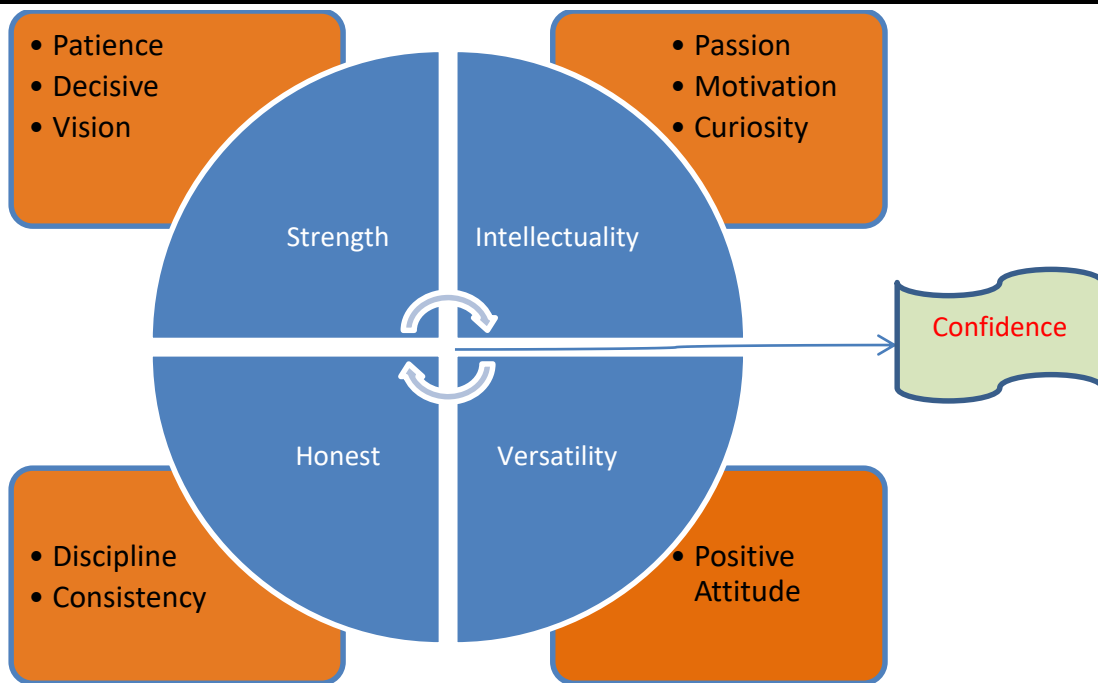 • Patience
• Decisive
• Vision
• Passion
• Motivation
• Curiosity
Strength
Intellectuality
Confidence
Honest
Versatility
• Discipline
• Consistency
• Positive
Attitude